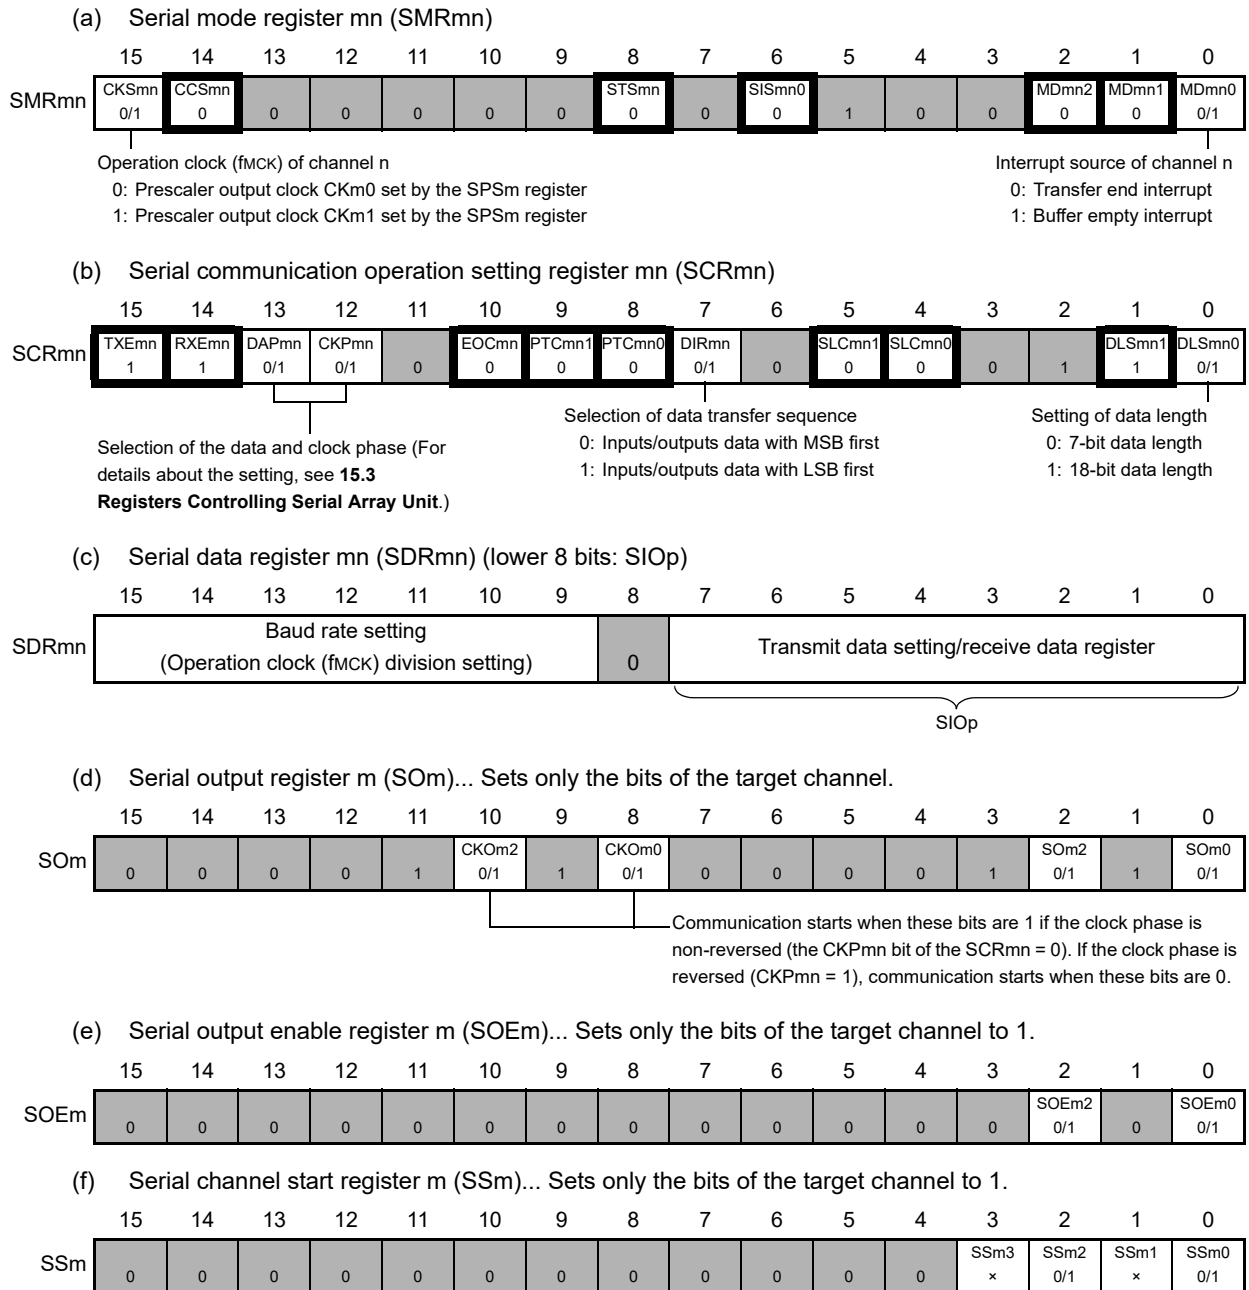 (a) Serial mode register mn (SMRmn)
15 14 13 12 11 10 9 8 7 6 5 4 3 2 1 0
SMRmn
CKSmn CCSmn STSmn SISmn0 MDmn2 MDmn1 MDmn0
0/1 0 0 0 0 0 0 0 0 0 1 0 0 0 0 0/1
Operation clock (fMCK) of channel n
0: Prescaler output clock CKm0 set by the SPSm register
1: Prescaler output clock CKm1 set by the SPSm register
Interrupt source of channel n
0: Transfer end interrupt
1: Buffer empty interrupt
(b) Serial communication operation setting register mn (SCRmn)
15 14 13 12 11 10 9 8 7 6 5 4 3 2 1 0
SCRmn
TXEmn RXEmn DAPmn CKPmn EOCmn PTCmn1 PTCmn0 DIRmn SLCmn1 SLCmn0 DLSmn1 DLSmn0
1 1 0/1 0/1 0 0 0 0 0/1 0 0 0 0 1 1 0/1
Selection of the data and clock phase (For
details about the setting, see 15.3
Registers Controlling Serial Array Unit.)
Selection of data transfer sequence
0: Inputs/outputs data with MSB first
1: Inputs/outputs data with LSB first
Setting of data length
0: 7-bit data length
1: 18-bit data length
(c) Serial data register mn (SDRmn) (lower 8 bits: SIOp)
15 14 13 12 11 10 9 8 7 6 5 4 3 2 1 0
SDRmn
Baud rate setting
(Operation clock (fMCK) division setting)
0
Transmit data setting/receive data register
SIOp
(d) Serial output register m (SOm)... Sets only the bits of the target channel.
15 14 13 12 11 10 9 8 7 6 5 4 3 2 1 0
SOm
CKOm2 CKOm0 SOm2 SOm0
0 0 0 0 1 0/1 1 0/1 0 0 0 0 1 0/1 1 0/1
Communication starts when these bits are 1 if the clock phase is
non-reversed (the CKPmn bit of the SCRmn = 0). If the clock phase is
reversed (CKPmn = 1), communication starts when these bits are 0.
(e) Serial output enable register m (SOEm)... Sets only the bits of the target channel to 1.
15 14 13 12 11 10 9 8 7 6 5 4 3 2 1 0
SOEm
SOEm2 SOEm0
0 0 0 0 0 0 0 0 0 0 0 0 0 0/1 0 0/1
(f) Serial channel start register m (SSm)... Sets only the bits of the target channel to 1.
15 14 13 12 11 10 9 8 7 6 5 4 3 2 1 0
SSm
SSm3 SSm2 SSm1 SSm0
0 0 0 0 0 0 0 0 0 0 0 0 × 0/1 × 0/1